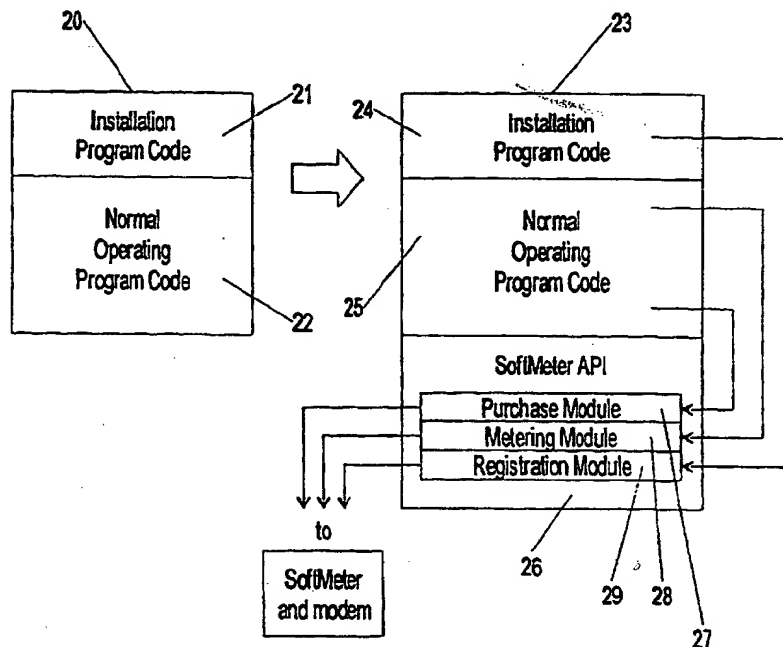 20
23
21
24
Installation
Program Code
Installation
Program Code
Normal
Operating
Program Code
Normal
Operating
Program Code
22
25
SoftMeter API
Purchase Module
Metering Module
Registration Module
to
SoftMeter
and modem
26
29
28
27